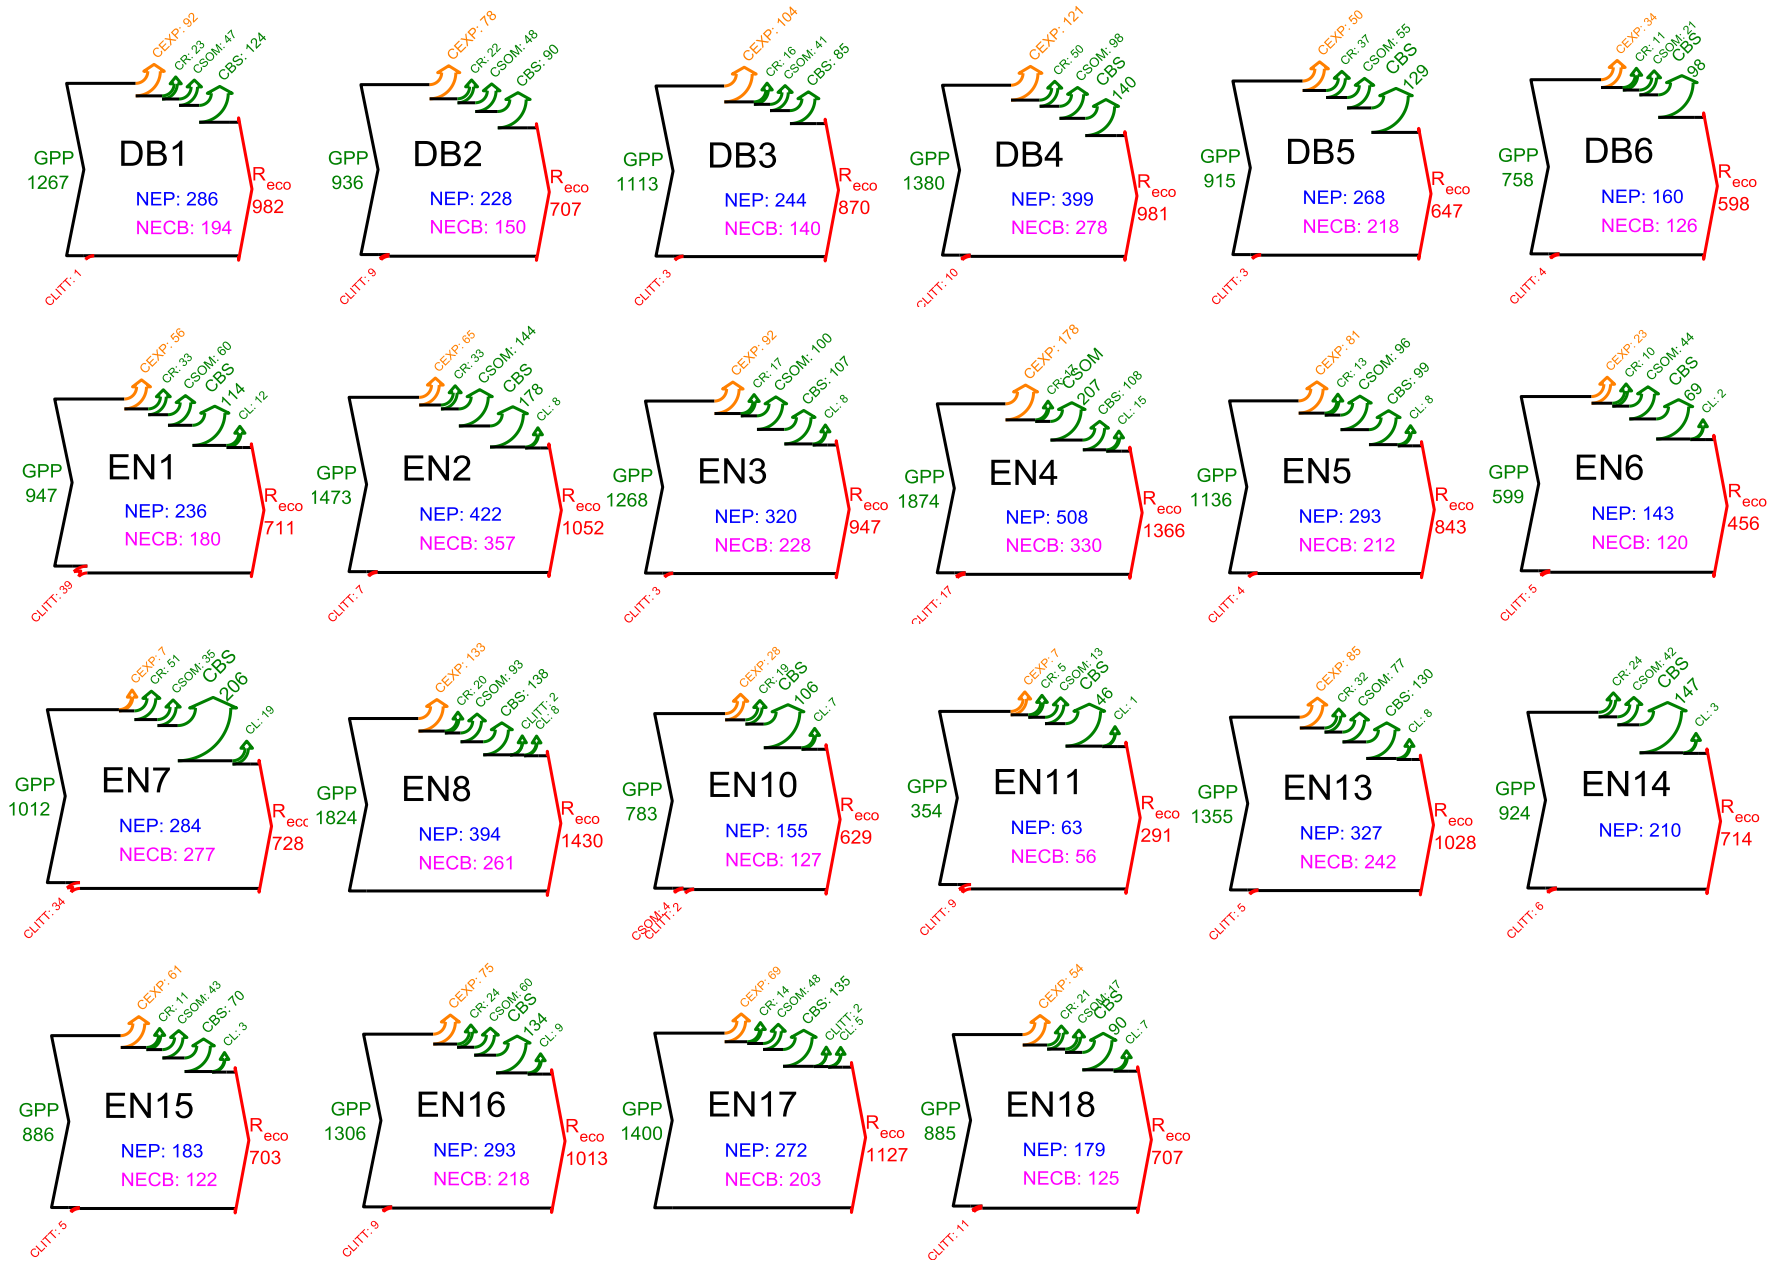 CEXP: 92
CR: 23
CSOM: 47
CBS: 124
GPP
1267
DB1
NEP: 286
NECB: 194
Reco
982
CLITT: 1
CEXP: 78
CR: 22
CSOM: 48
CBS: 90
GPP
936
DB2
NEP: 228
NECB: 150
Reco
707
CLITT: 9
CEXP: 104
CR: 16
CSOM: 41
CBS: 85
GPP
1113
DB3
NEP: 244
NECB: 140
Reco
870
CLITT: 3
CEXP: 121
CR: 50
CSOM: 98
CBS
140
GPP
1380
DB4
NEP: 399
NECB: 278
Reco
981
CLITT: 10
CEXP: 50
CR: 37
CSOM: 55
CBS
129
GPP
915
DB5
NEP: 268
NECB: 218
Reco
647
CLITT: 3
CEXP: 34
CR: 11
CSOM: 21
CBS
98
GPP
758
DB6
NEP: 160
NECB: 126
Reco
598
CLITT: 4
CEXP: 56
CR: 33
CSOM: 60
CBS
114
CL: 12
GPP
947
EN1
NEP: 236
NECB: 180
Reco
711
CLITT: 39
CEXP: 65
CR: 33
CSOM: 144
CBS
178
CL: 8
GPP
1473
EN2
NEP: 422
NECB: 357
Reco
1052
CLITT: 7
CEXP: 92
CR: 17
CSOM: 100
CBS: 107
CL: 8
GPP
1268
EN3
NEP: 320
NECB: 228
Reco
947
CLITT: 3
CEXP: 178
CR:
CSOM
207
CBS: 108
CL: 15
GPP
1874
EN4
NEP: 508
NECB: 330
Reco
1366
CLITT: 17
CEXP: 81
CR: 13
CSOM: 96
CBS: 99
CL: 8
GPP
1136
EN5
NEP: 293
NECB: 212
Reco
843
CLITT: 4
CEXP: 23
CR: 10
CSOM: 44
CBS
69
CL: 2
GPP
599
EN6
NEP: 143
NECB: 120
Reco
456
CLITT: 5
CEXP: 7
CR: 51
CSOM: 35
CBS
206
CL: 19
GPP
1012
EN7
NEP: 284
NECB: 277
Reco
728
CLITT: 34
CEXP: 133
CR: 20
CSOM: 93
CBS: 138
CLITT: 2
CL: 8
GPP
1824
EN8
NEP: 394
NECB: 261
Reco
1430
CEXP: 28
CR: 19
CBS
106
CL: 7
GPP
783
EN10
NEP: 155
NECB: 127
Reco
629
CSOM: 4
CLITT: 2
CEXP: 7
CR: 5
CSOM: 13
CBS
46
CL: 1
GPP
354
EN11
NEP: 63
NECB: 56
Reco
291
CLITT: 9
CEXP: 85
CR: 32
CSOM: 77
CBS: 130
CL: 8
GPP
1355
EN13
NEP: 327
NECB: 242
Reco
1028
CLITT: 5
CR: 24
CSOM: 42
CBS
147
CL: 3
GPP
924
EN14
NEP: 210
Reco
714
CLITT: 6
CEXP: 61
CR: 11
CSOM: 43
CBS: 70
CL: 3
GPP
886
EN15
NEP: 183
NECB: 122
Reco
703
CLITT: 5
CEXP: 75
CR: 24
CSOM: 60
CBS
134
CL: 9
GPP
1306
EN16
NEP: 293
NECB: 218
Reco
1013
CLITT: 9
CEXP: 69
CR: 14
CSOM: 48
CBS: 135
CLITT: 2
CL: 5
GPP
1400
EN17
NEP: 272
NECB: 203
Reco
1127
CEXP: 54
CR: 21
CSOM: 17
CBS
90
CL: 7
GPP
885
EN18
NEP: 179
NECB: 125
Reco
707
CLITT: 11